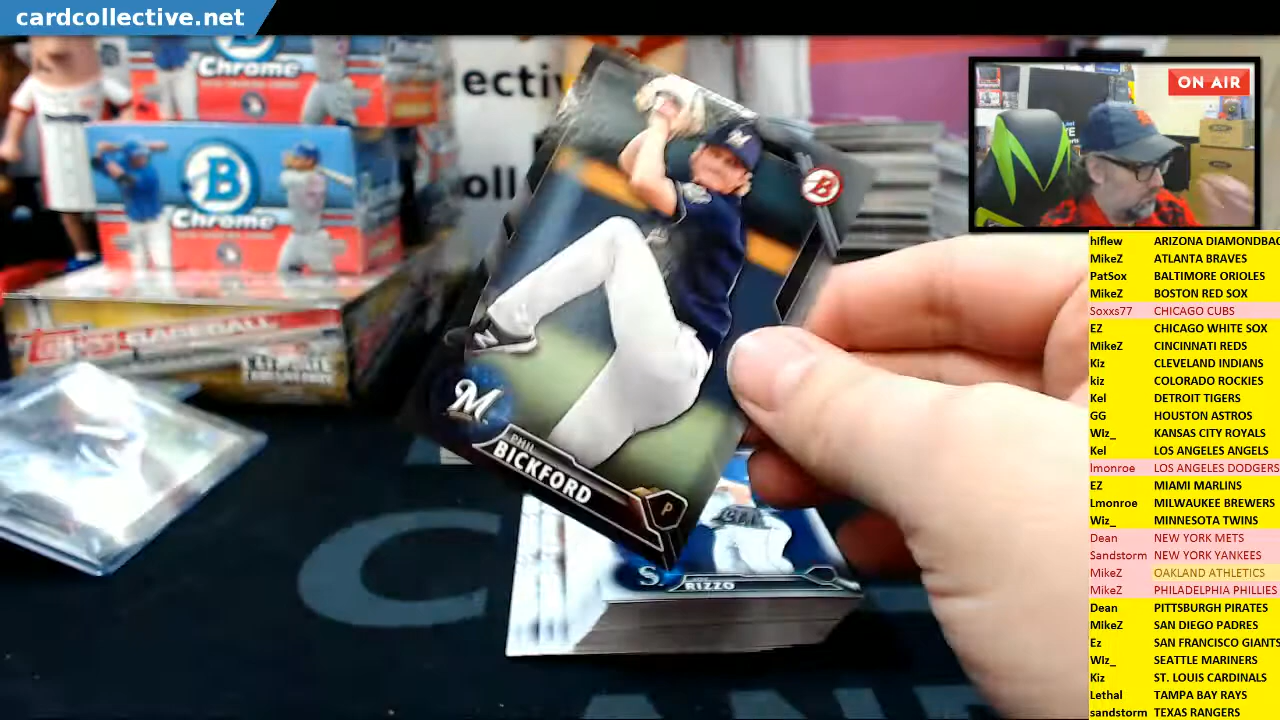 cardcollective.net
Chrome
B
Chrome
BASEBALL
ectiv
oll
ON AIR
B
M
PHIL
BICKFORD
P
S
RIZZO
C
hlflew ARIZONA DIAMONDBAC
MikeZ ATLANTA BRAVES
PatSox BALTIMORE ORIOLES
MikeZ BOSTON RED SOX
Soxxs77 CHICAGO CUBS
EZ CHICAGO WHITE SOX
MikeZ CINCINNATI REDS
Kiz CLEVELAND INDIANS
kiz COLORADO ROCKIES
Kel DETROIT TIGERS
GG HOUSTON ASTROS
Wiz_ KANSAS CITY ROYALS
Kel LOS ANGELES ANGELS
lmonroe LOS ANGELES DODGERS
EZ MIAMI MARLINS
Lmonroe MILWAUKEE BREWERS
Wiz_ MINNESOTA TWINS
Dean NEW YORK METS
Sandstorm NEW YORK YANKEES
MikeZ OAKLAND ATHLETICS
MikeZ PHILADELPHIA PHILLIES
Dean PITTSBURGH PIRATES
MikeZ SAN DIEGO PADRES
Ez SAN FRANCISCO GIANTS
Wiz_ SEATTLE MARINERS
Kiz ST. LOUIS CARDINALS
Lethal TAMPA BAY RAYS
sandstorm TEXAS RANGERS